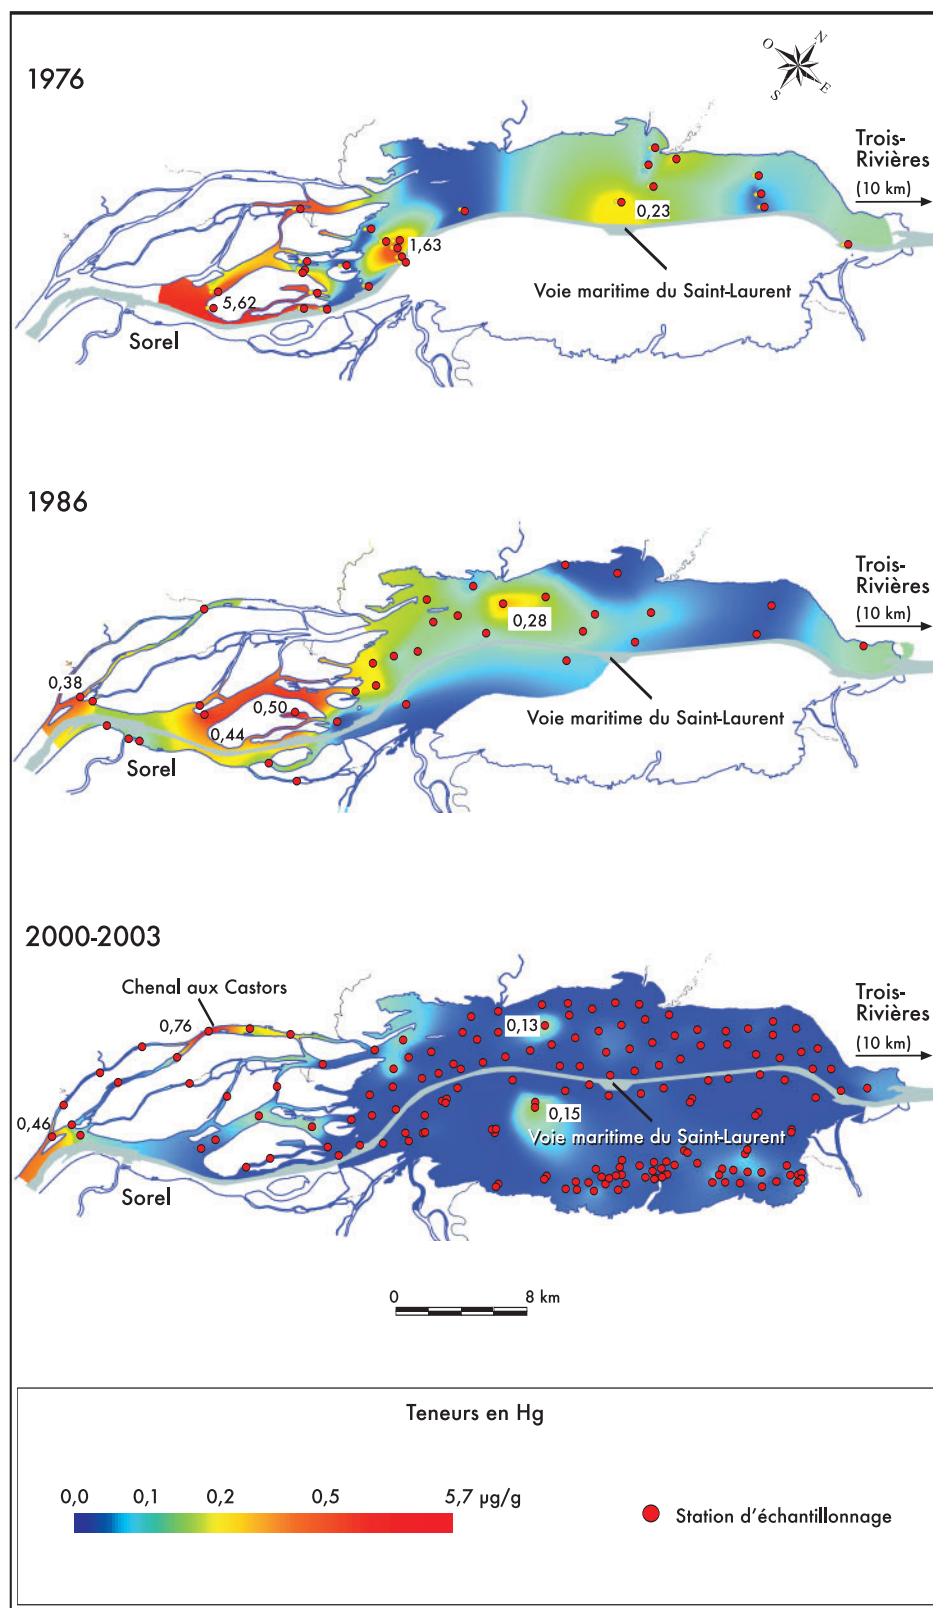 1976
N
O
E
S
Trois-
Rivières
(10 km)
0,23
1,63
Voie maritime du Saint-Laurent
5,62
Sorel
1986
Trois-
Rivières
(10 km)
0,28
0,38
0,50
Voie maritime du Saint-Laurent
0,44
Sorel
2000-2003
Chenal aux Castors
Trois-
Rivières
(10 km)
0,76
0,13
0,15
0,46
Voie maritime du Saint-Laurent
Sorel
0 8 km
Teneurs en Hg
0,0 0,1 0,2 0,5 5,7 µg/g
Station d'échantillonnage